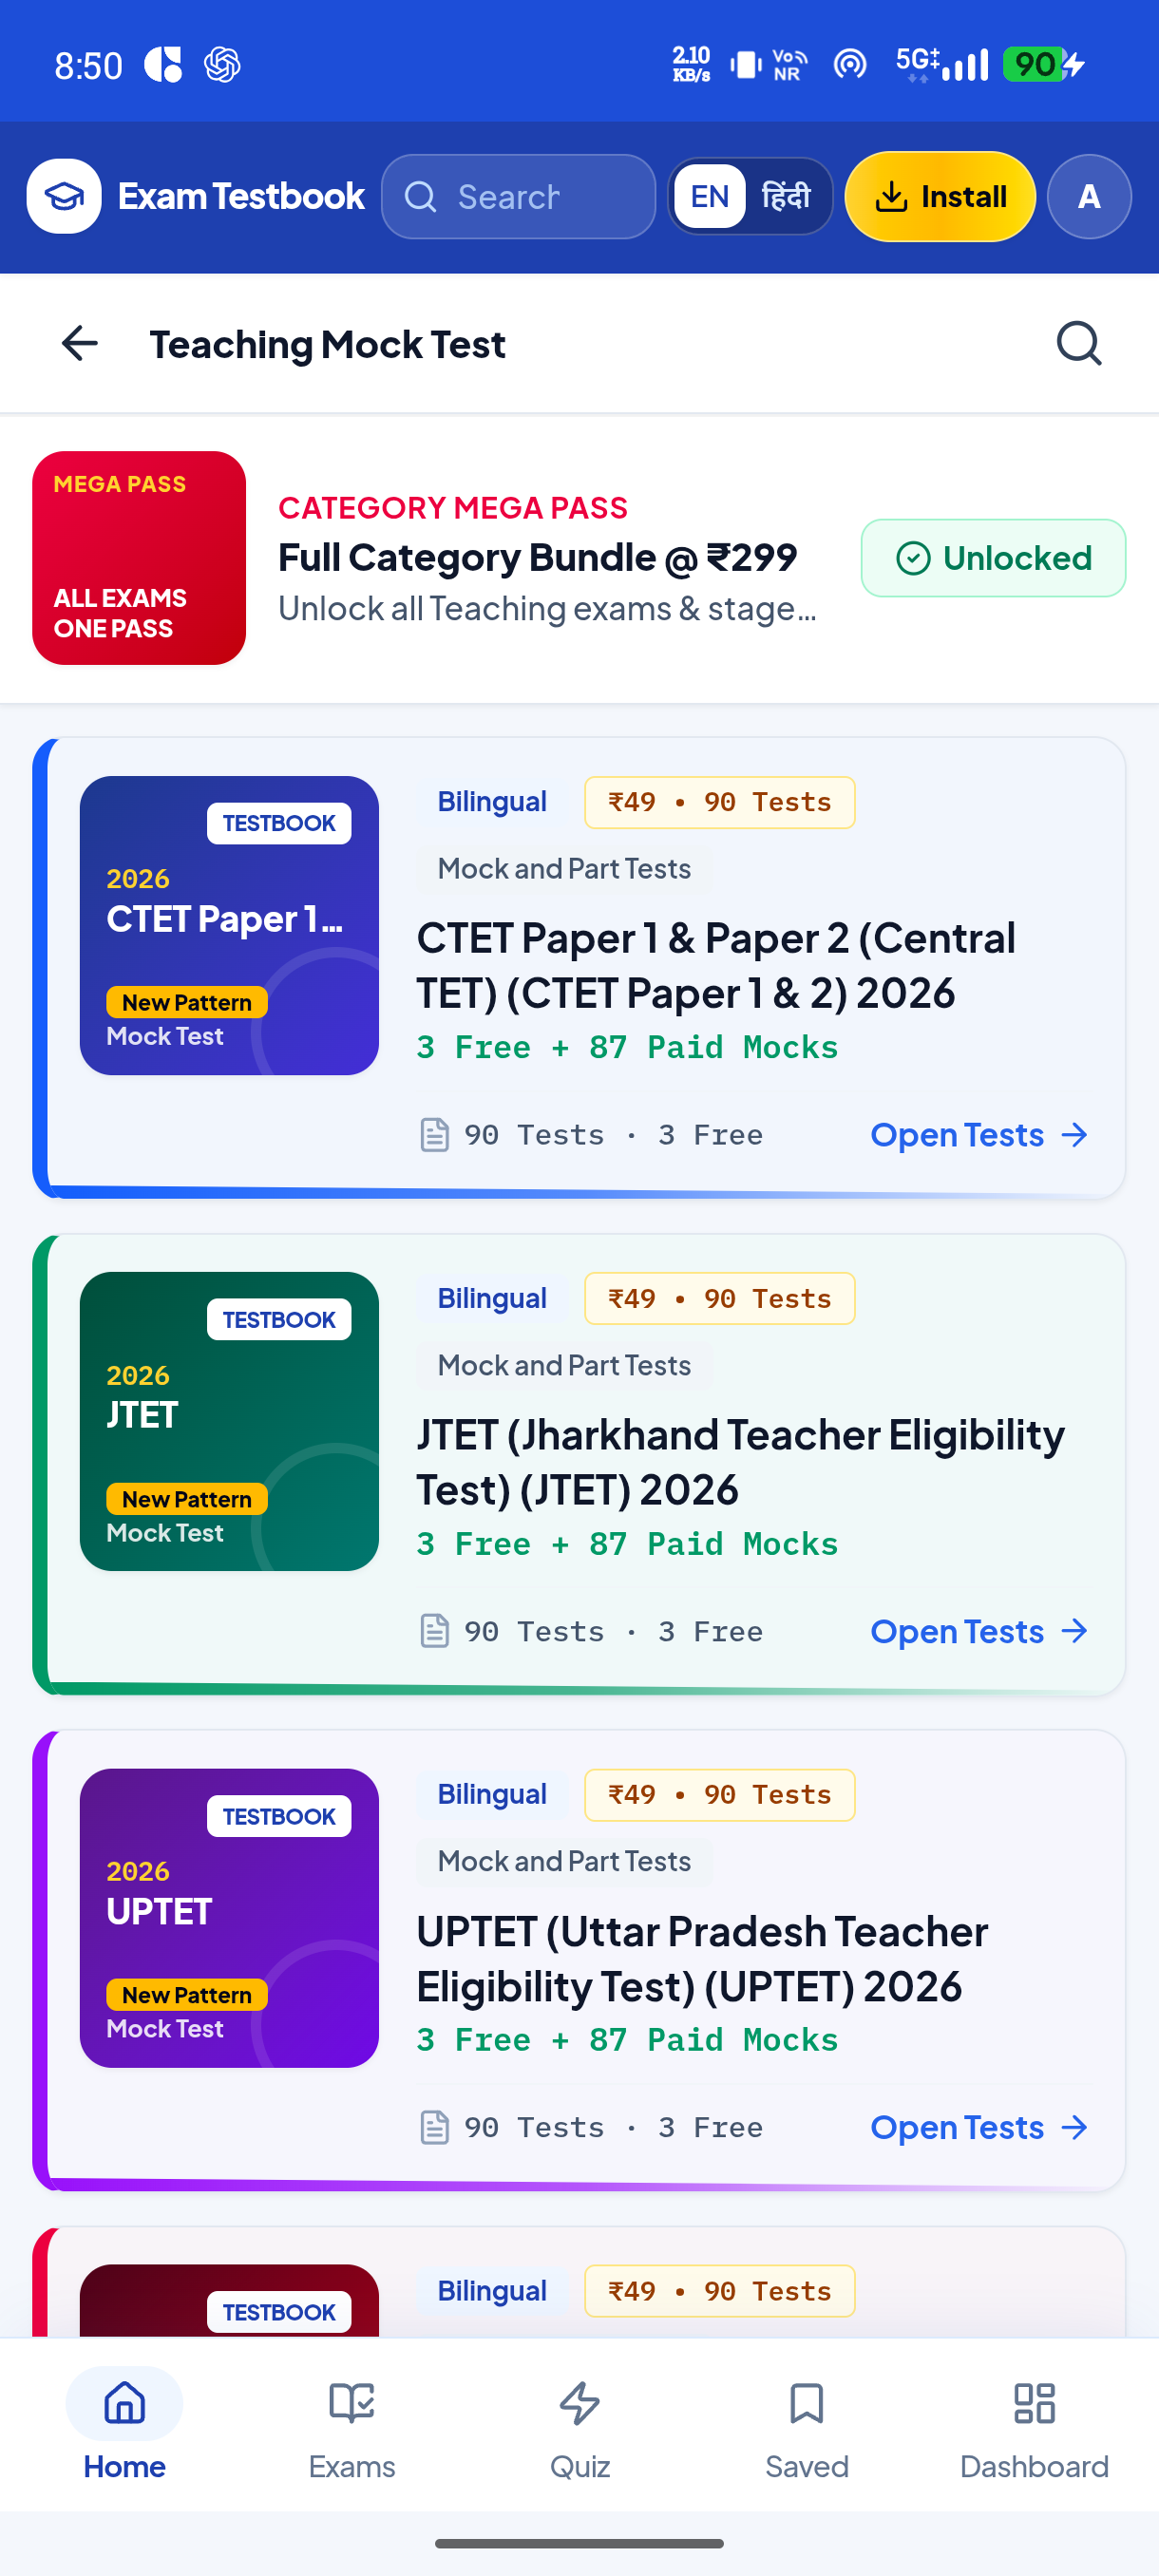 8:50
2.10
KB/s
Vo
NR
5G
90
Exam Testbook
Search
EN
हिंदी
Install
A
Teaching Mock Test
MEGA PASS
ALL EXAMS
ONE PASS
CATEGORY MEGA PASS
Full Category Bundle @ ₹299
Unlock all Teaching exams & stage...
Unlocked
TESTBOOK
2026
CTET Paper 1...
New Pattern
Mock Test
Bilingual
₹49 • 90 Tests
Mock and Part Tests
CTET Paper 1 & Paper 2 (Central
TET) (CTET Paper 1 & 2) 2026
3 Free + 87 Paid Mocks
90 Tests · 3 Free
Open Tests →
TESTBOOK
2026
JTET
New Pattern
Mock Test
Bilingual
₹49 • 90 Tests
Mock and Part Tests
JTET (Jharkhand Teacher Eligibility
Test) (JTET) 2026
3 Free + 87 Paid Mocks
90 Tests · 3 Free
Open Tests →
TESTBOOK
2026
UPTET
New Pattern
Mock Test
Bilingual
₹49 • 90 Tests
Mock and Part Tests
UPTET (Uttar Pradesh Teacher
Eligibility Test) (UPTET) 2026
3 Free + 87 Paid Mocks
90 Tests · 3 Free
Open Tests →
TESTBOOK
Bilingual
₹49 • 90 Tests
Home
Exams
Quiz
Saved
Dashboard